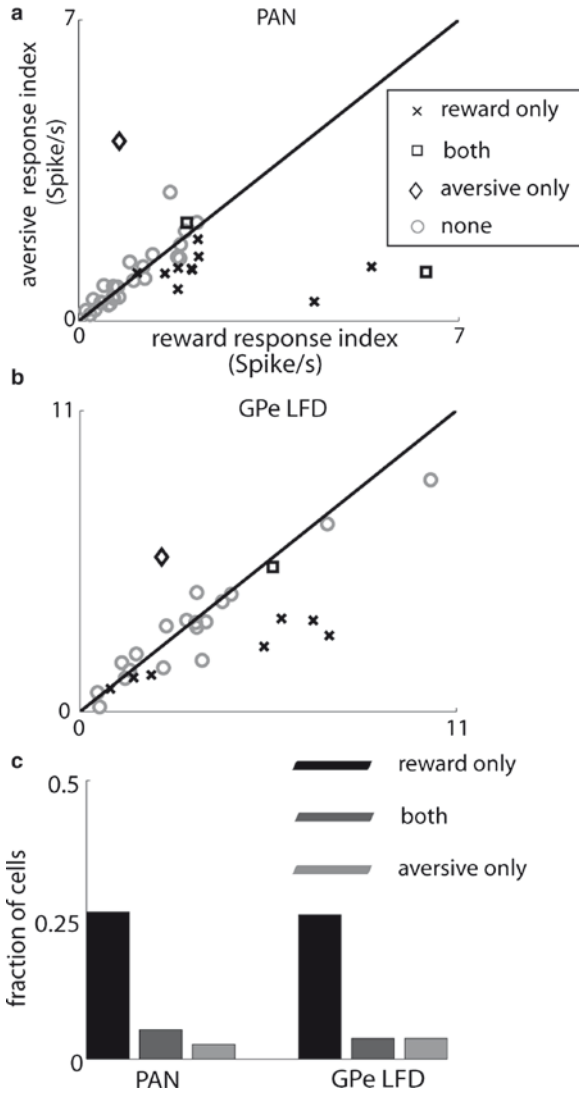 a
PAN
7
aversive response index
(Spike/s)
reward only
both
aversive only
none
0
0
7
reward response index
(Spike/s)
b
GPe LFD
11
0
0
11
c
0.5
reward only
both
aversive only
fraction of cells
0.25
0
PAN
GPe LFD